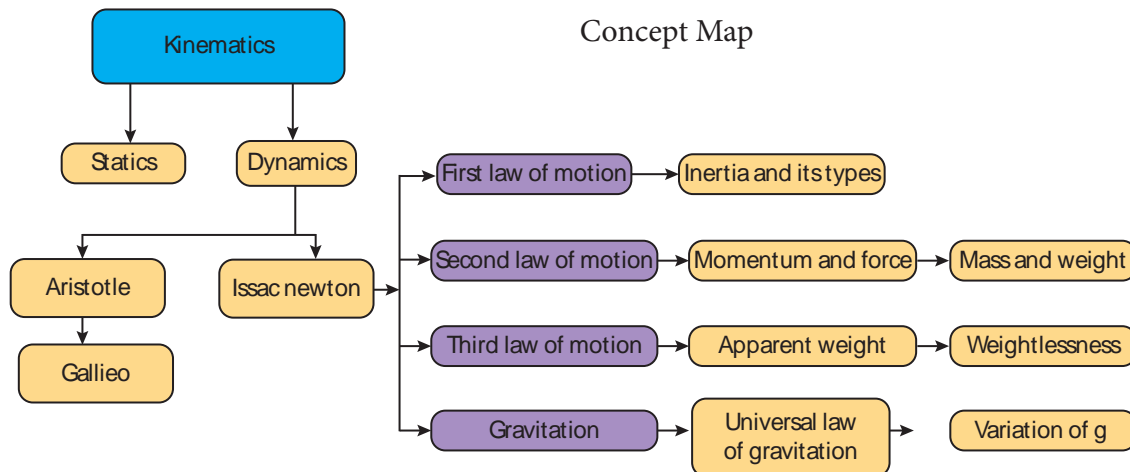 Concept Map
Kinematics
Statics
Dynamics
First law of motion
Inertia and its types
Aristotle
Issac newton
Second law of motion
Momentum and force
Mass and weight
Gallieo
Third law of motion
Apparent weight
Weightlessness
Gravitation
Universal law
of gravitation
Variation of g